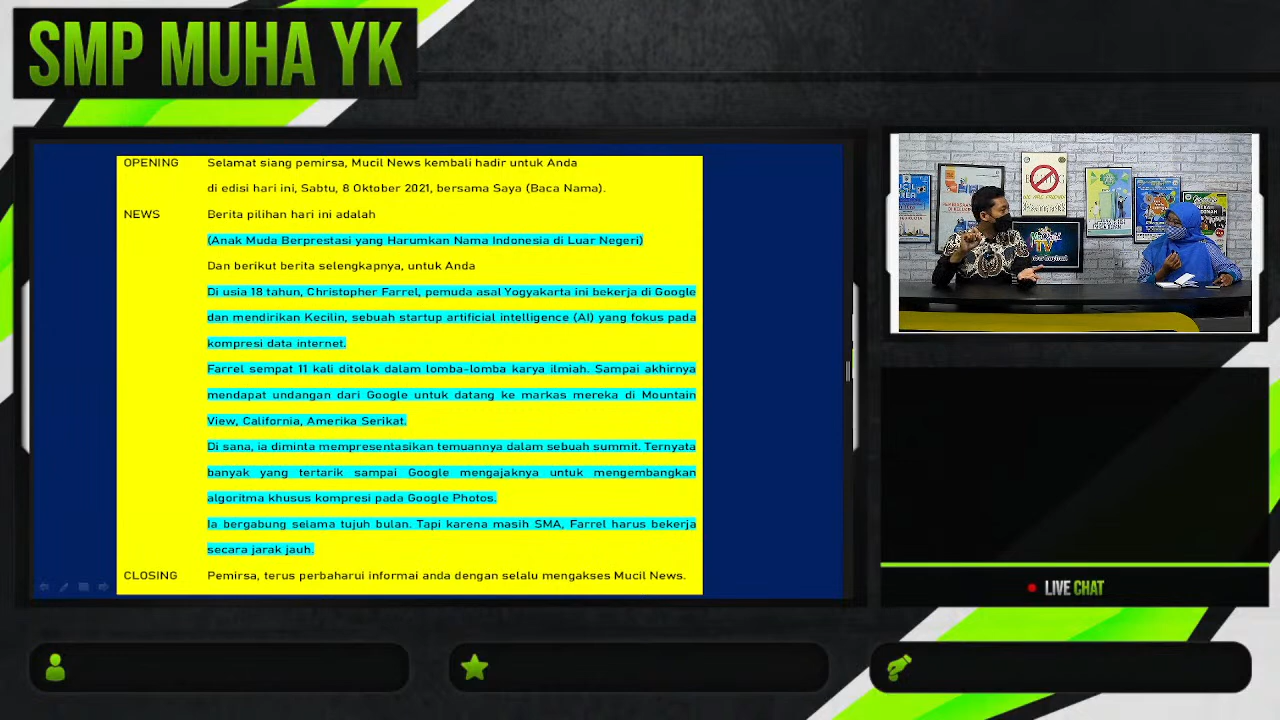 SMP MUHA YK
OPENING Selamat siang pemirsa, Mucil News kembali hadir untuk Anda
di edisi hari ini, Sabtu, 8 Oktober 2021, bersama Saya (Baca Nama).
NEWS Berita pilihan hari ini adalah
(Anak Muda Berprestasi yang Harumkan Nama Indonesia di Luar Negeri)
Dan berikut berita selengkapnya, untuk Anda
Di usia 18 tahun, Christopher Farrel, pemuda asal Yogyakarta ini bekerja di Google
dan mendirikan Kecilin, sebuah startup artificial intelligence (AI) yang fokus pada
kompresi data internet.
Farrel sempat 11 kali ditolak dalam lomba-lomba karya ilmiah. Sampai akhirnya
mendapat undangan dari Google untuk datang ke markas mereka di Mountain
View, California, Amerika Serikat.
Di sana, ia diminta mempresentasikan temuannya dalam sebuah summit. Ternyata
banyak yang tertarik sampai Google mengajaknya untuk mengembangkan
algoritma khusus kompresi pada Google Photos.
Ia bergabung selama tujuh bulan. Tapi karena masih SMA, Farrel harus bekerja
secara jarak jauh.
CLOSING Pemirsa, terus perbaharui informai anda dengan selalu mengakses Mucil News.
TV
LIVE CHAT